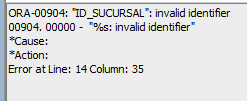 ORA-00904: "ID_SUCURSAL": invalid identifier
00904. 00000 -  "%s: invalid identifier"
*Cause:
*Action:
Error at Line: 14 Column: 35